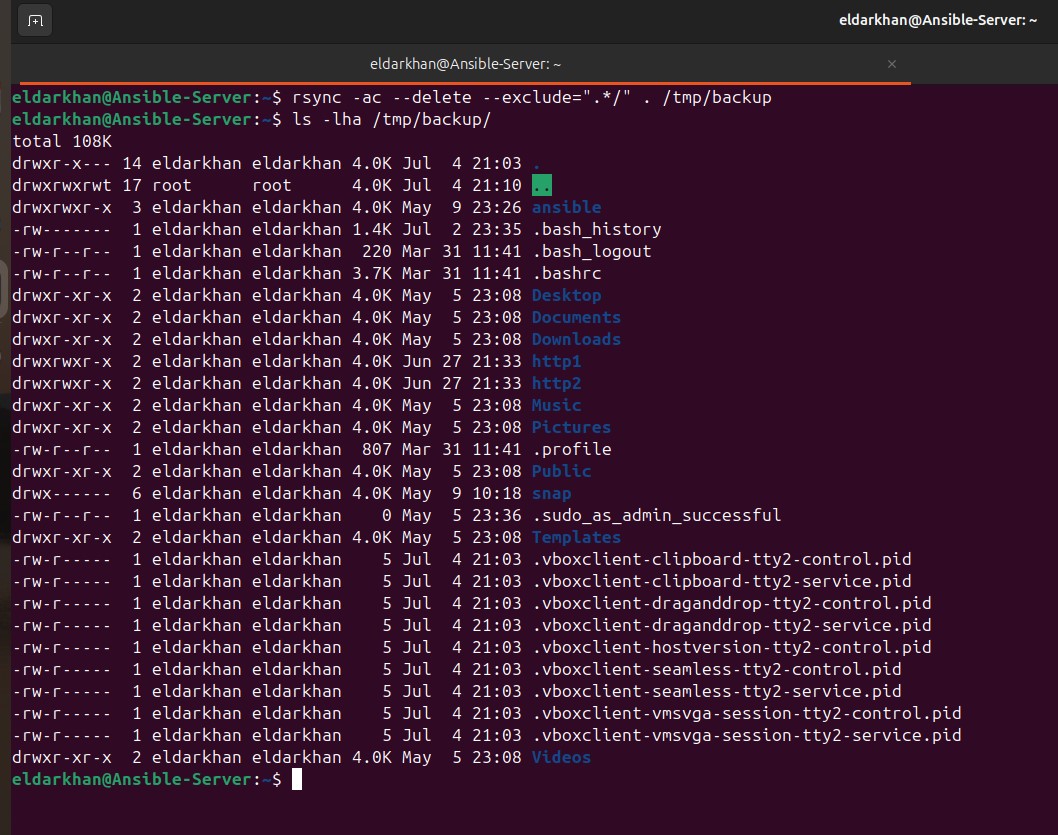 eldarkhan@Ansible-Server: ~
eldarkhan@Ansible-Server: ~
eldarkhan@Ansible-Server:~$ rsync -ac --delete --exclude=".*/" . /tmp/backup
eldarkhan@Ansible-Server:~$ ls -lha /tmp/backup/
total 108K
drwxr-x--- 14 eldarkhan eldarkhan 4.0K Jul  4 21:03 .
drwxrwxrwt 17 root      root      4.0K Jul  4 21:10 ..
drwxrwxr-x  3 eldarkhan eldarkhan 4.0K May  9 23:26 ansible
-rw-------  1 eldarkhan eldarkhan 1.4K Jul  2 23:35 .bash_history
-rw-r--r--  1 eldarkhan eldarkhan  220 Mar 31 11:41 .bash_logout
-rw-r--r--  1 eldarkhan eldarkhan 3.7K Mar 31 11:41 .bashrc
drwxr-xr-x  2 eldarkhan eldarkhan 4.0K May  5 23:08 Desktop
drwxr-xr-x  2 eldarkhan eldarkhan 4.0K May  5 23:08 Documents
drwxr-xr-x  2 eldarkhan eldarkhan 4.0K May  5 23:08 Downloads
drwxrwxr-x  2 eldarkhan eldarkhan 4.0K Jun 27 21:33 http1
drwxrwxr-x  2 eldarkhan eldarkhan 4.0K Jun 27 21:33 http2
drwxr-xr-x  2 eldarkhan eldarkhan 4.0K May  5 23:08 Music
drwxr-xr-x  2 eldarkhan eldarkhan 4.0K May  5 23:08 Pictures
-rw-r--r--  1 eldarkhan eldarkhan  807 Mar 31 11:41 .profile
drwxr-xr-x  2 eldarkhan eldarkhan 4.0K May  5 23:08 Public
drwx------  6 eldarkhan eldarkhan 4.0K May  9 10:18 snap
-rw-r--r--  1 eldarkhan eldarkhan    0 May  5 23:36 .sudo_as_admin_successful
drwxr-xr-x  2 eldarkhan eldarkhan 4.0K May  5 23:08 Templates
-rw-r-----  1 eldarkhan eldarkhan    5 Jul  4 21:03 .vboxclient-clipboard-tty2-control.pid
-rw-r-----  1 eldarkhan eldarkhan    5 Jul  4 21:03 .vboxclient-clipboard-tty2-service.pid
-rw-r-----  1 eldarkhan eldarkhan    5 Jul  4 21:03 .vboxclient-draganddrop-tty2-control.pid
-rw-r-----  1 eldarkhan eldarkhan    5 Jul  4 21:03 .vboxclient-draganddrop-tty2-service.pid
-rw-r-----  1 eldarkhan eldarkhan    5 Jul  4 21:03 .vboxclient-hostversion-tty2-control.pid
-rw-r-----  1 eldarkhan eldarkhan    5 Jul  4 21:03 .vboxclient-seamless-tty2-control.pid
-rw-r-----  1 eldarkhan eldarkhan    5 Jul  4 21:03 .vboxclient-seamless-tty2-service.pid
-rw-r-----  1 eldarkhan eldarkhan    5 Jul  4 21:03 .vboxclient-vmsvga-session-tty2-control.pid
-rw-r-----  1 eldarkhan eldarkhan    5 Jul  4 21:03 .vboxclient-vmsvga-session-tty2-service.pid
drwxr-xr-x  2 eldarkhan eldarkhan 4.0K May  5 23:08 Videos
eldarkhan@Ansible-Server:~$